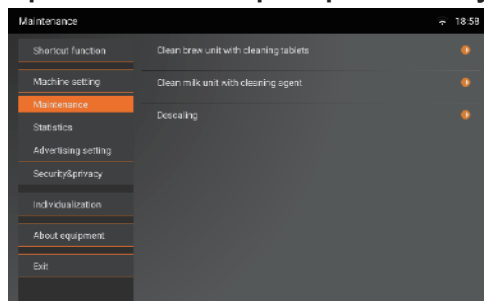 Maintenance 18:58
Shortcut function
Machine setting
Maintenance
Statistics
Advertising setting
Security&privacy
Individualization
About equipment
Exit
Clean brew unit with cleaning tablets
Clean milk unit with cleaning agent
Descaling